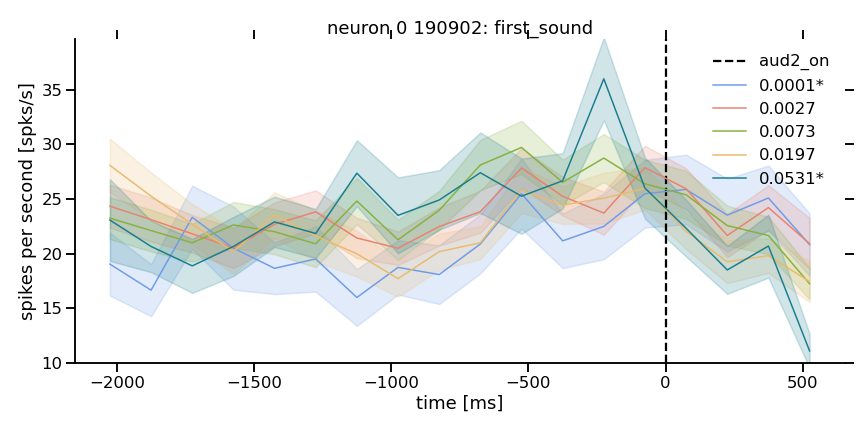 neuron 0 190902: first_sound
spikes per second [spks/s]
35
30
25
20
15
10
aud2_on
0.0001*
0.0027
0.0073
0.0197
0.0531*
−2000 −1500 −1000 −500 0 500
time [ms]